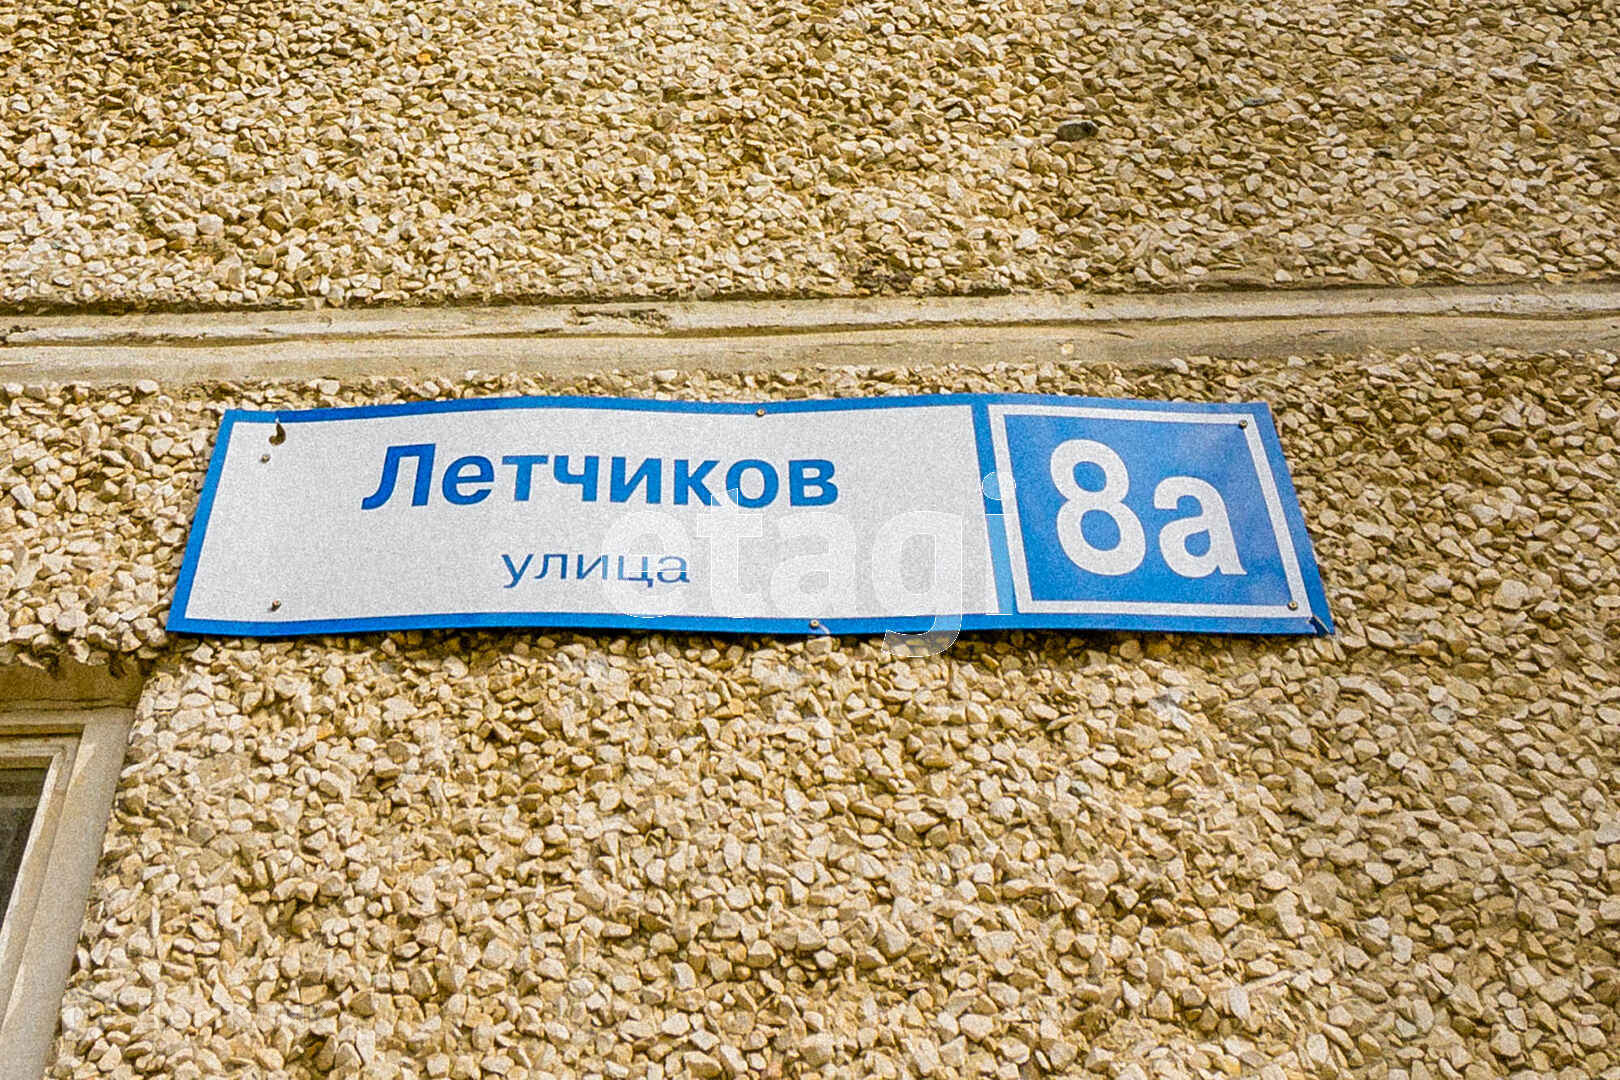 Летчиков
улица
8а
etagi